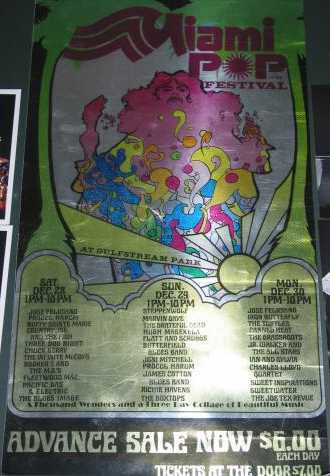 Miami
POP
FESTIVAL
AT GULFSTREAM PARK
SAT.
DEC. 28
1PM-10PM
JOSE FELICIANO
PROCOL HARUM
BUFFY SAINTE MARIE
COUNTRY JOE
AND THE FISH
THREE DOG NIGHT
CHUCK BERRY
THE INFINITE McCOYS
BOOKER T. AND
THE M.G.'S
FLEETWOOD MAC
PACIFIC GAS
& ELECTRIC
THE BLUES IMAGE
SUN.
DEC. 29
1PM-10PM
STEPPENWOLF
MARVIN GAYE
THE GRATEFUL DEAD
HUGH MASEKELA
FLATT AND SCRUGGS
BUTTERFIELD
BLUES BAND
JONI MITCHELL
PROCOL HARUM
JAMES COTTON
BLUES BAND
RICHIE HAVENS
THE BOXTOPS
MON.
DEC. 30
1PM-10PM
JOSE FELICIANO
IRON BUTTERFLY
THE TURTLES
CANNED HEAT
THE GRASSROOTS
JR. WALKER AND
THE ALL STARS
IAN AND SYLVIA
CHARLES LLOYD
QUARTET
SWEET INSPIRATIONS
SWEETWATER
THE JOE TEX REVUE
A Thousand Wonders and a Three Day Collage of Beautiful Music
ADVANCE SALE NOW $6.00
EACH DAY
TICKETS AT THE DOOR $7.00